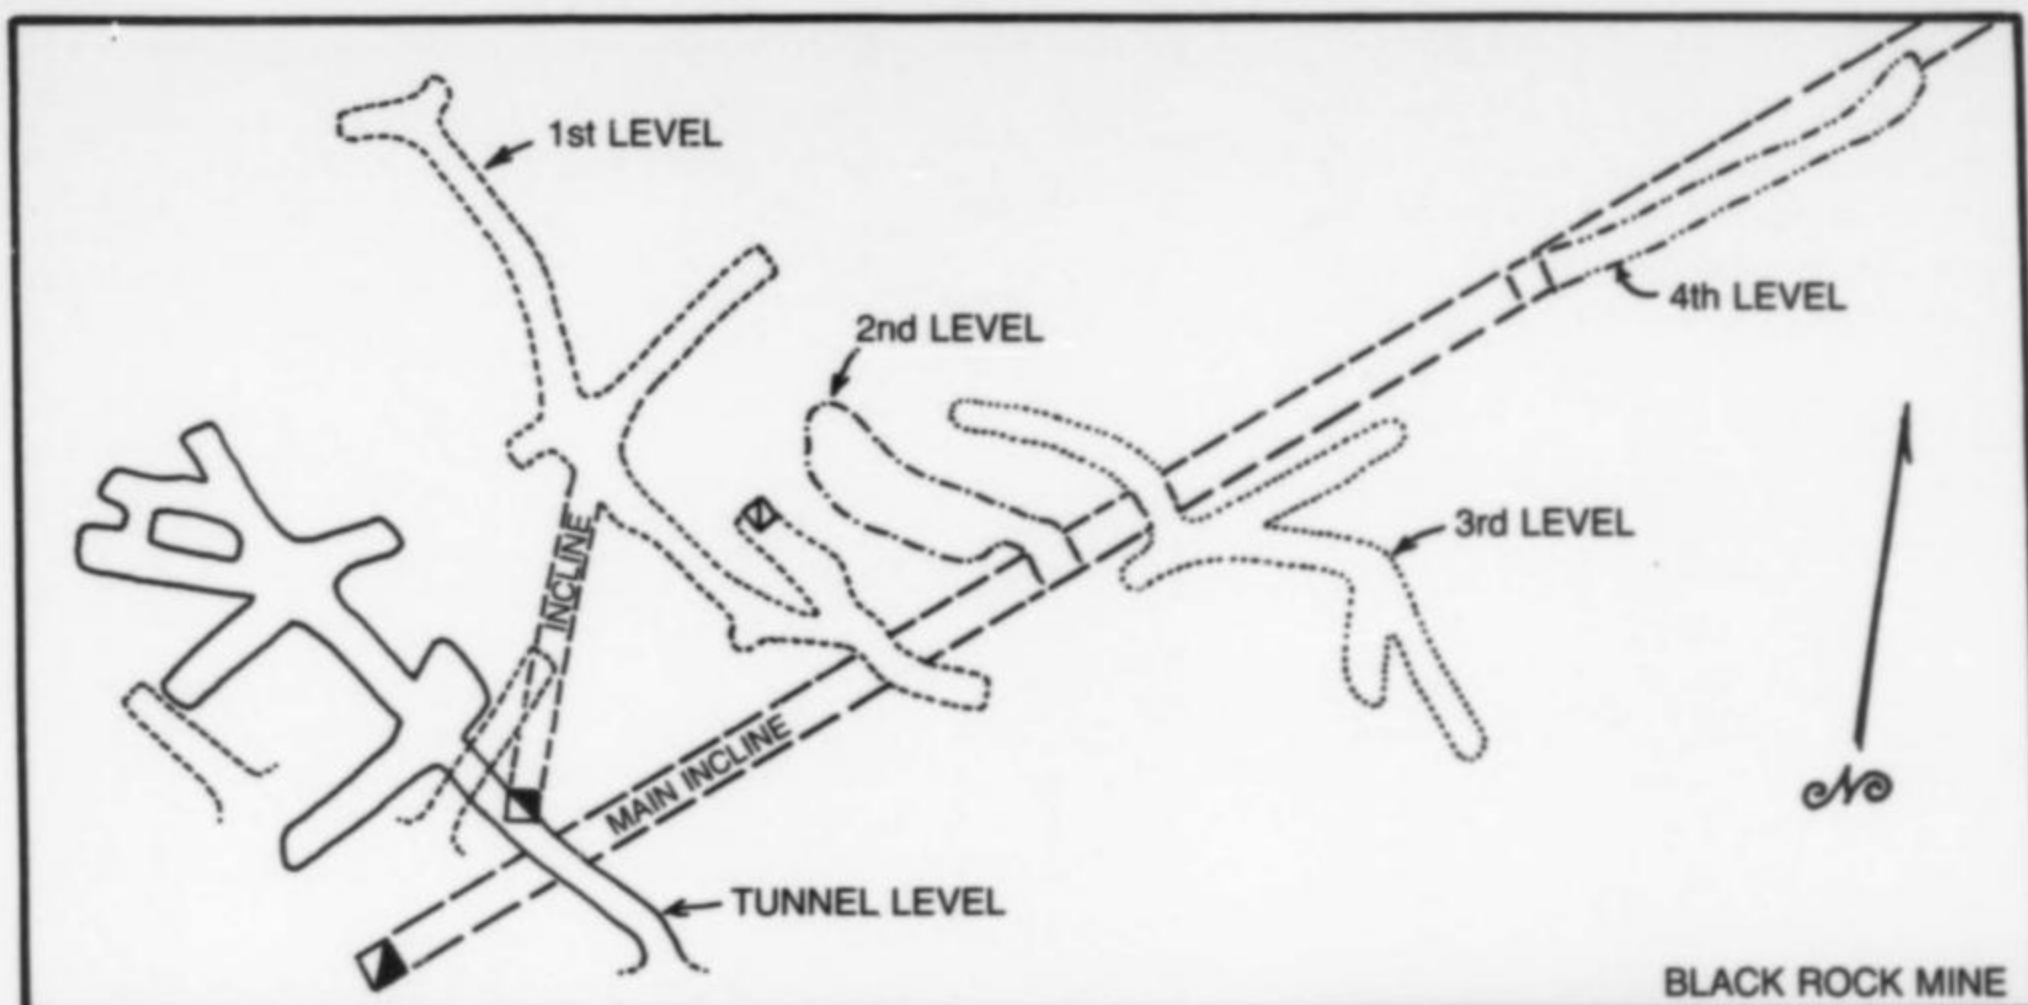 1st LEVEL
2nd LEVEL
4th LEVEL
3rd LEVEL
INCLINE
MAIN INCLINE
N
TUNNEL LEVEL
BLACK ROCK MINE